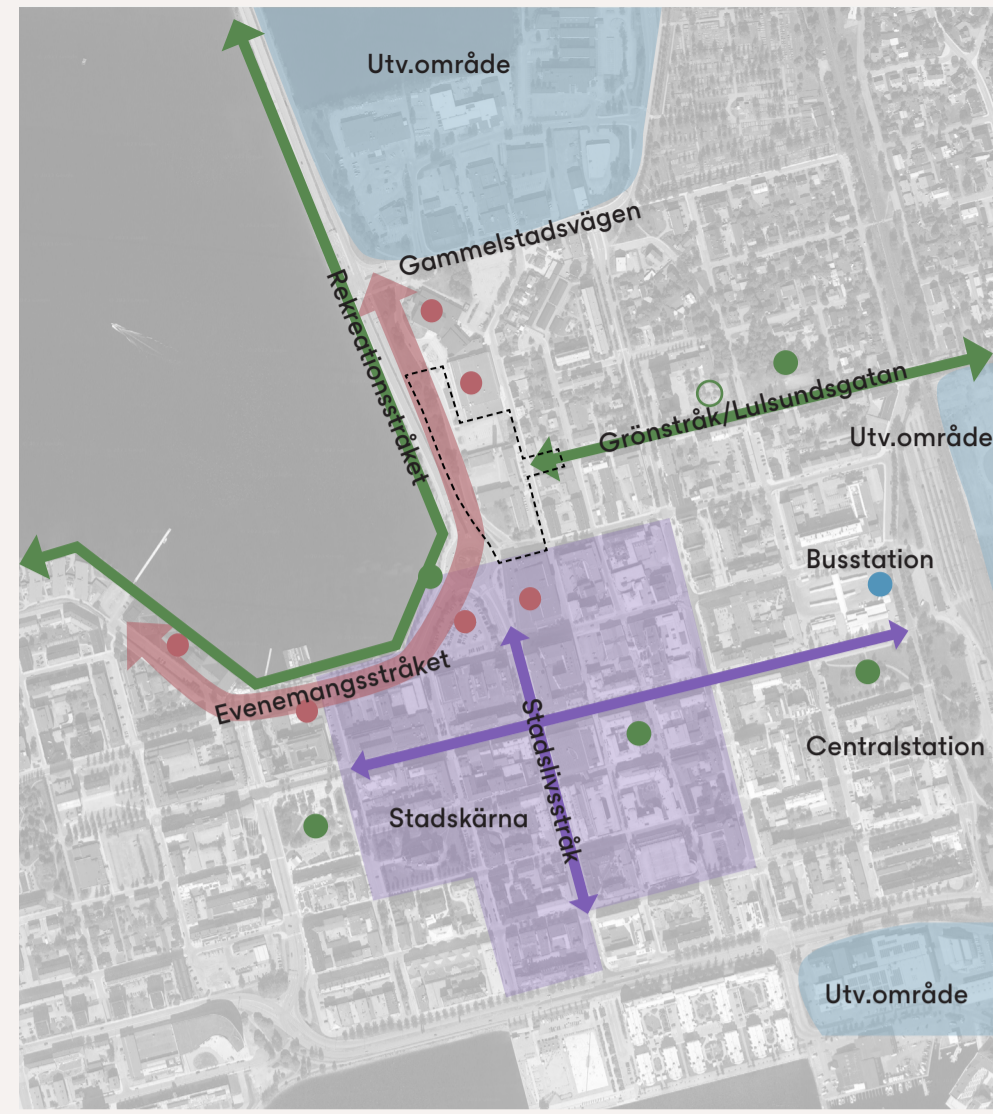 Utv.område
Gammelstadsvägen
Rekreationsstråket
Grönstråk/Lulsundsgatan
Utv.område
Busstation
Evenemangsstråket
Stadslivsstråk
Centralstation
Stadskärna
Utv.område